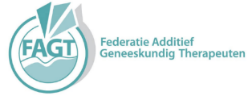 FAGT
Federatie Additief
Geneeskundig Therapeuten